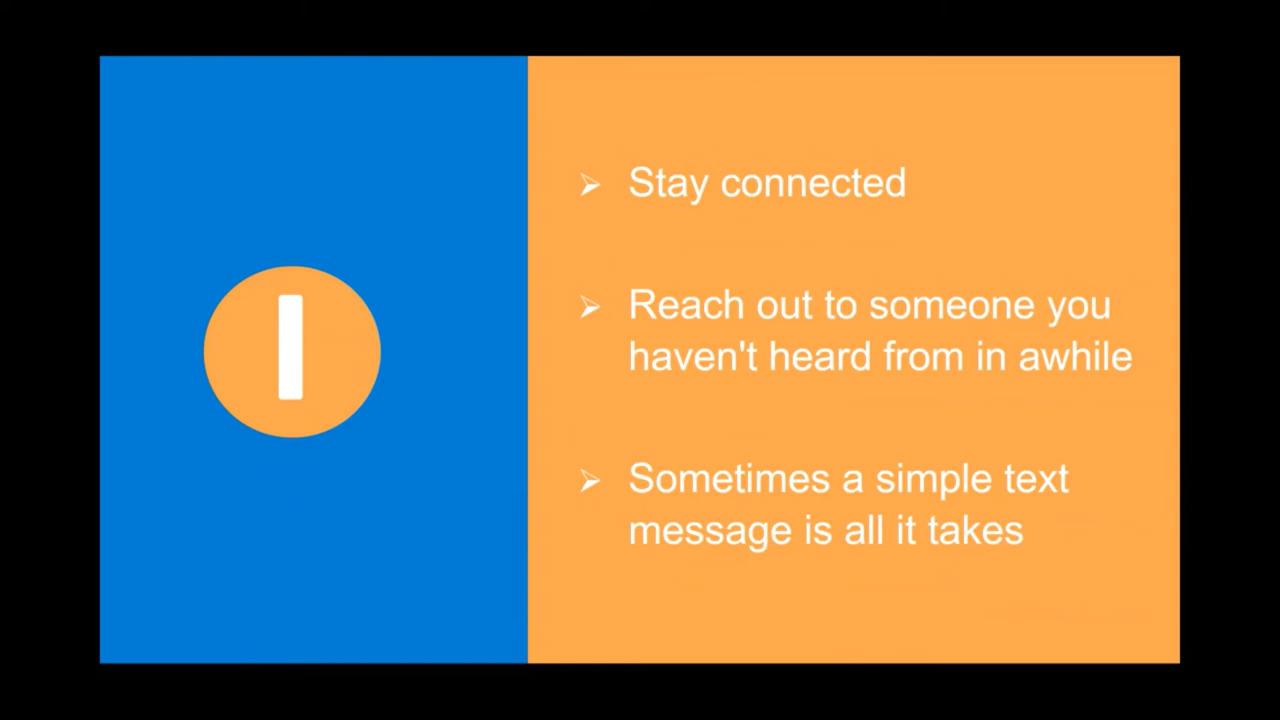 I
Stay connected
Reach out to someone you
haven't heard from in awhile
Sometimes a simple text
message is all it takes